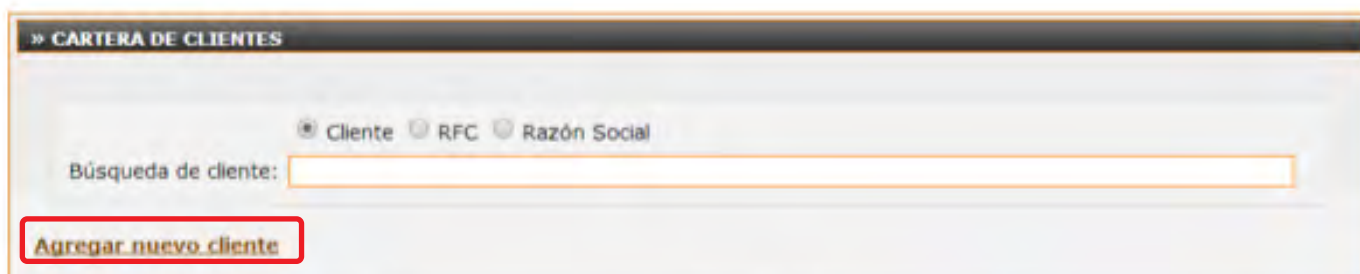 » CARTERA DE CLIENTES
Cliente RFC Razón Social
Búsqueda de cliente:
Agregar nuevo cliente